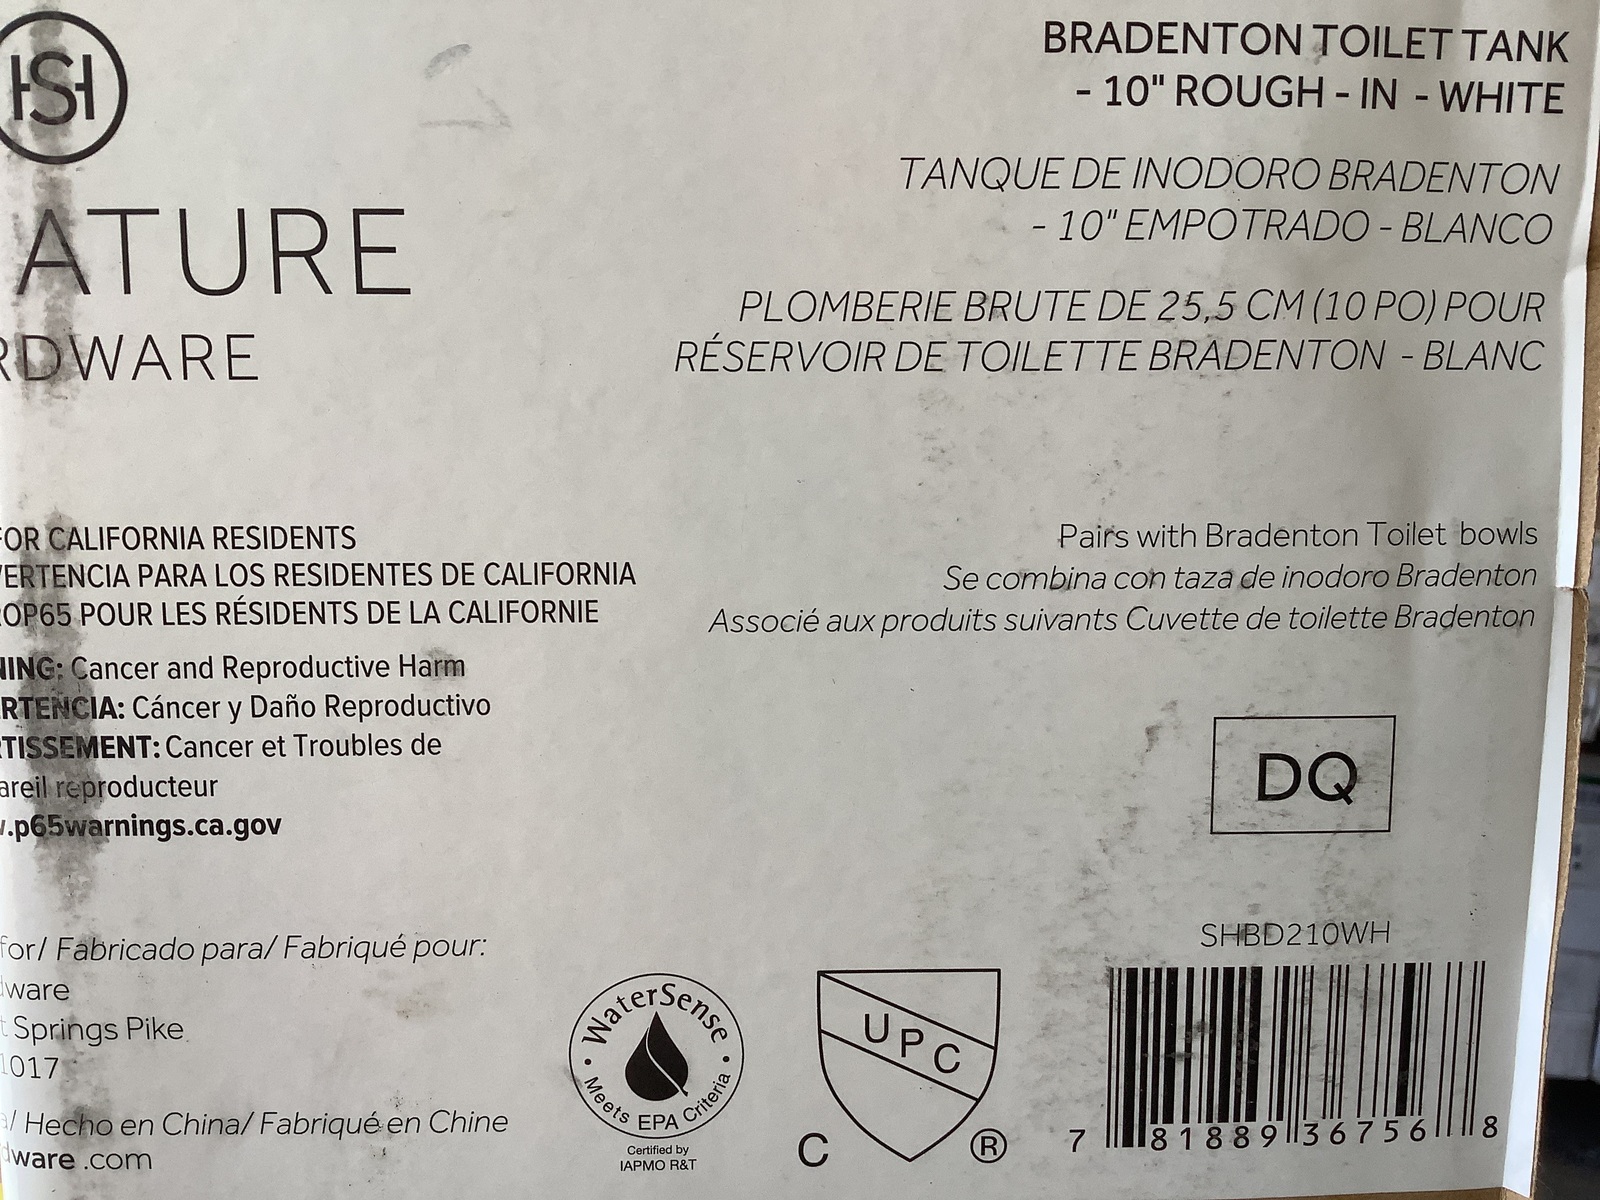 HSH
BRADENTON TOILET TANK
- 10" ROUGH - IN - WHITE
TANQUE DE INODORO BRADENTON
- 10" EMPOTRADO - BLANCO
ATURE
PLOMBERIE BRUTE DE 25,5 CM (10 PO) POUR
RÉSERVOIR DE TOILETTE BRADENTON - BLANC
RDWARE
FOR CALIFORNIA RESIDENTS
VERTENCIA PARA LOS RESIDENTES DE CALIFORNIA
OP65 POUR LES RÉSIDENTS DE LA CALIFORNIE
NING: Cancer and Reproductive Harm
RTENCIA: Cáncer y Daño Reproductivo
TISSEMENT: Cancer et Troubles de
areil reproducteur
.p65warnings.ca.gov
Pairs with Bradenton Toilet bowls
Se combina con taza de inodoro Bradenton
Associé aux produits suivants Cuvette de toilette Bradenton
DQ
for/ Fabricado para/ Fabriqué pour:
ware
t Springs Pike
1017
/ Hecho en China/ Fabriqué en Chine
dware .com
WaterSense
Meets EPA Criteria
Certified by
IAPMO R&T
UPC
C ®
SHBD210WH
7 81889 36756 8